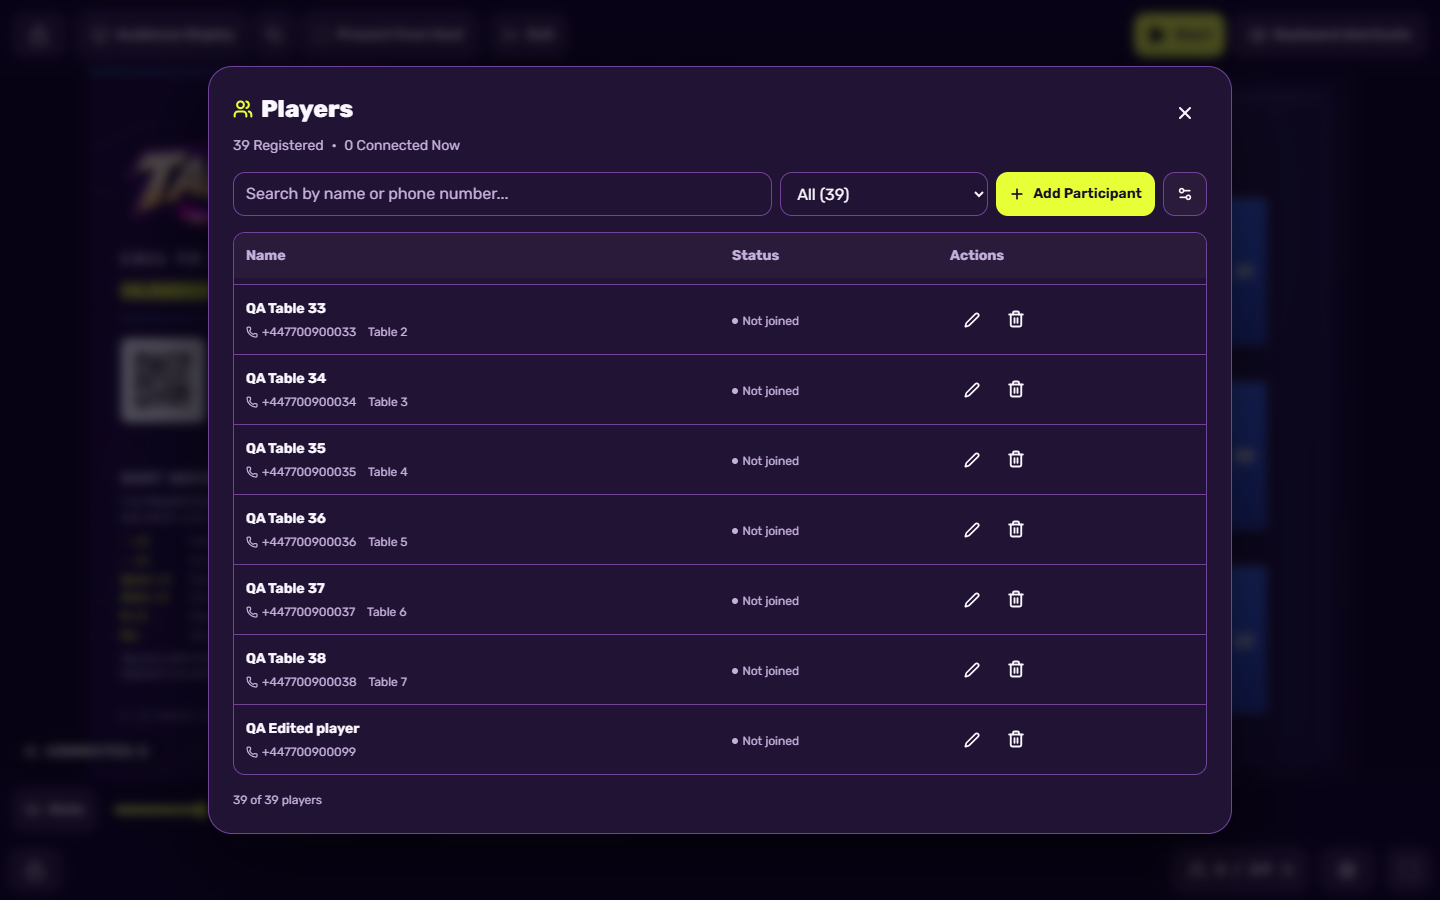 Players
39 Registered • 0 Connected Now
Search by name or phone number...
All (39)
Add Participant
Name Status Actions
QA Table 33
+447700900033 Table 2
Not joined
QA Table 34
+447700900034 Table 3
Not joined
QA Table 35
+447700900035 Table 4
Not joined
QA Table 36
+447700900036 Table 5
Not joined
QA Table 37
+447700900037 Table 6
Not joined
QA Table 38
+447700900038 Table 7
Not joined
QA Edited player
+447700900099
Not joined
39 of 39 players